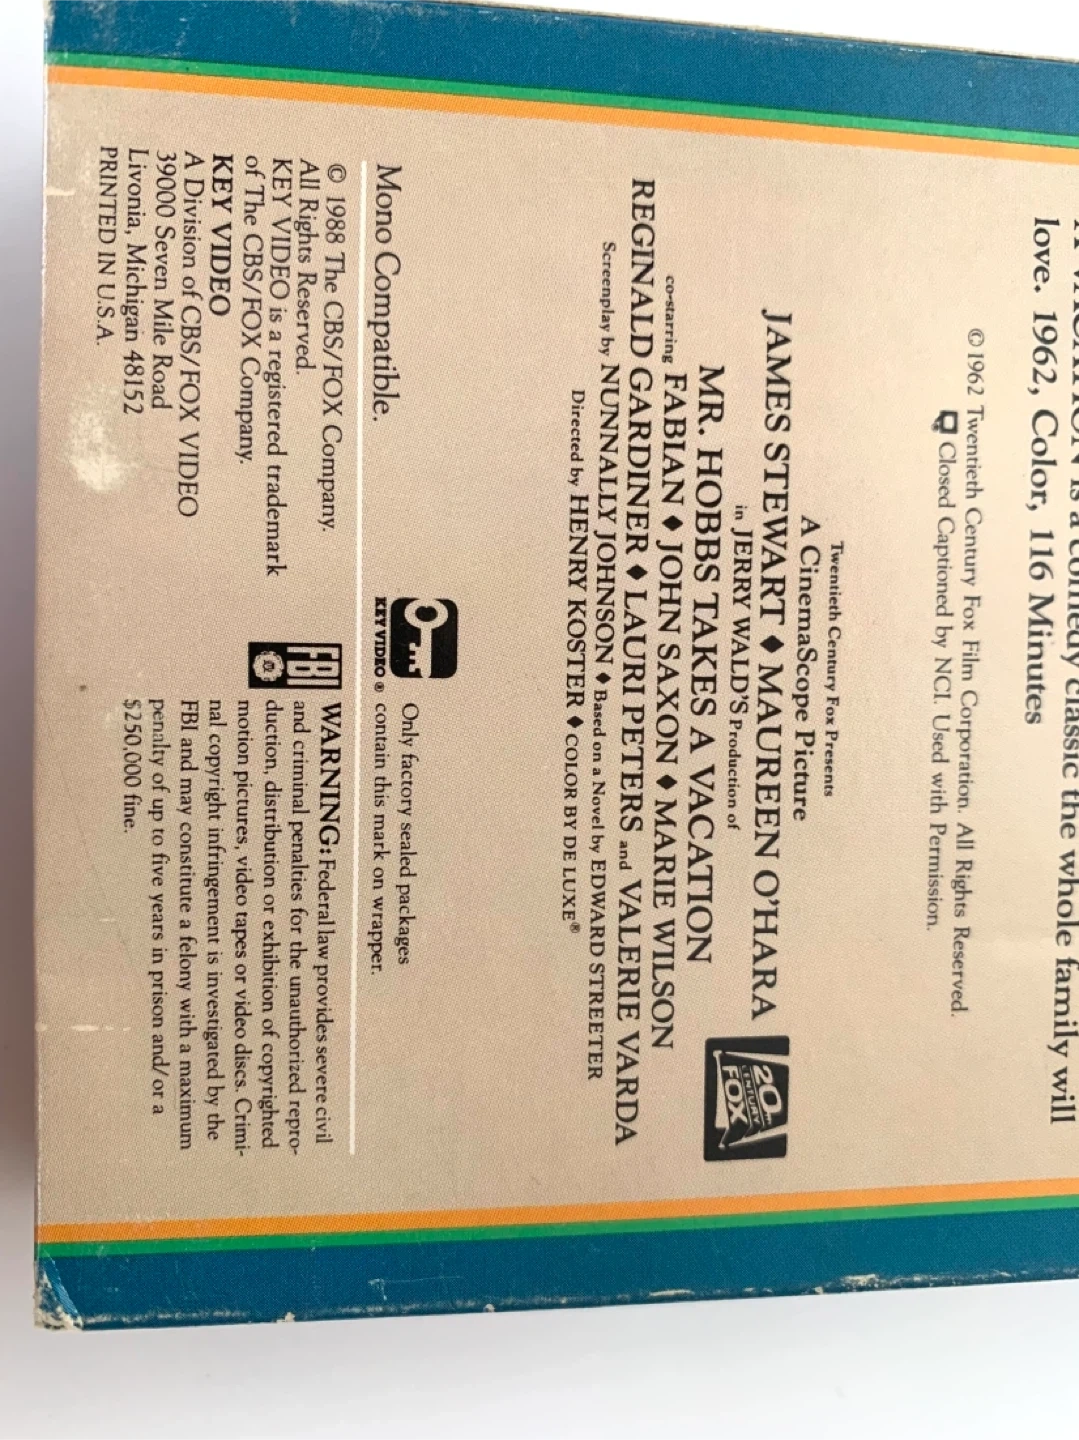 A VACATION is a comedy classic the whole family will
love. 1962, Color, 116 Minutes
© 1962 Twentieth Century Fox Film Corporation. All Rights Reserved.
Closed Captioned by NCI. Used with Permission.
Twentieth Century Fox Presents
A CinemaScope Picture
JAMES STEWART ♦ MAUREEN O'HARA
in JERRY WALD'S Production of
MR. HOBBS TAKES A VACATION
co-starring FABIAN ♦ JOHN SAXON ♦ MARIE WILSON
REGINALD GARDINER ♦ LAURI PETERS and VALERIE VARDA
Screenplay by NUNNALLY JOHNSON ♦ Based on a Novel by EDWARD STREETER
Directed by HENRY KOSTER ♦ COLOR BY DE LUXE®
20th
CENTURY
FOX
Mono Compatible.
KEY VIDEO®
Only factory sealed packages
contain this mark on wrapper.
© 1988 The CBS/FOX Company.
All Rights Reserved.
KEY VIDEO is a registered trademark
of The CBS/FOX Company.
KEY VIDEO
A Division of CBS/FOX VIDEO
39000 Seven Mile Road
Livonia, Michigan 48152
PRINTED IN U.S.A.
FBI
WARNING: Federal law provides severe civil
and criminal penalties for the unauthorized repro-
duction, distribution or exhibition of copyrighted
motion pictures, video tapes or video discs. Crimi-
nal copyright infringement is investigated by the
FBI and may constitute a felony with a maximum
penalty of up to five years in prison and/or a
$250,000 fine.